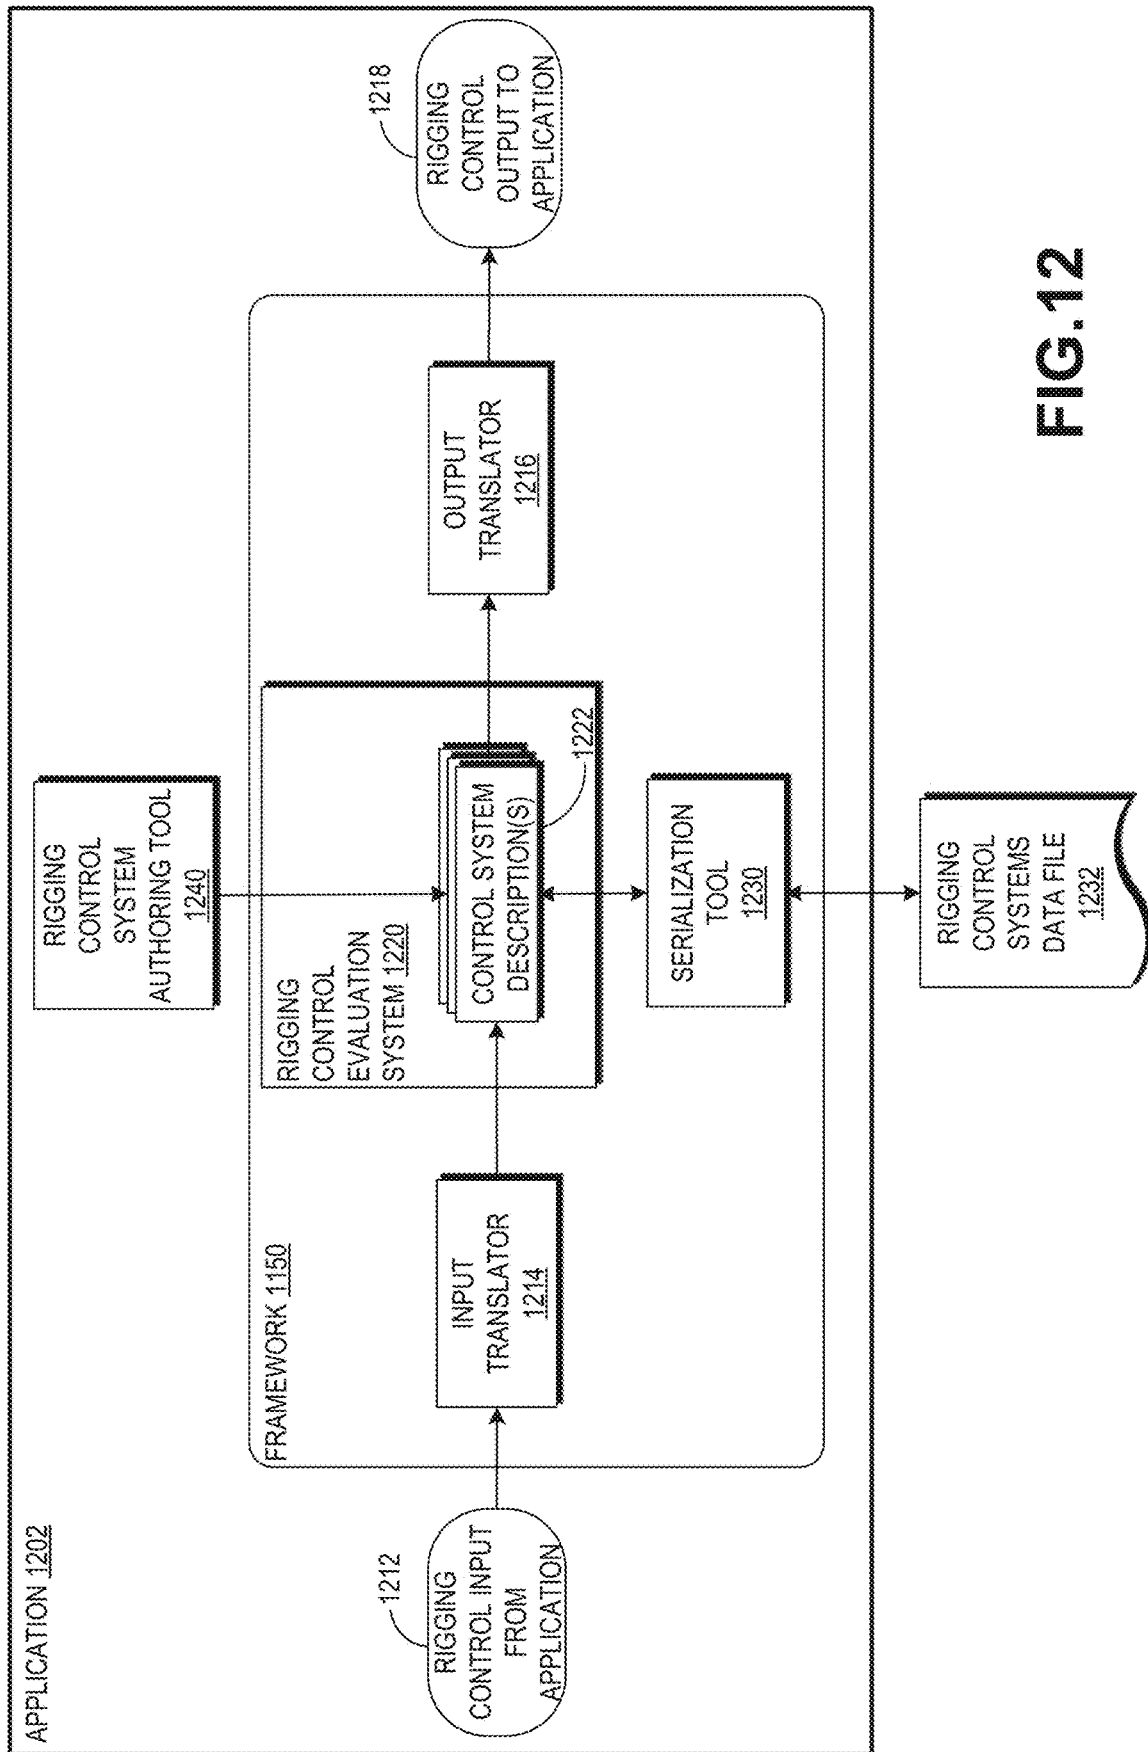 APPLICATION 1202
RIGGING
CONTROL
SYSTEM
AUTHORING TOOL
1240
FRAMEWORK 1150
RIGGING
CONTROL
EVALUATION
SYSTEM 1220
1212
RIGGING
CONTROL INPUT
FROM
APPLICATION
INPUT
TRANSLATOR
1214
CONTROL SYSTEM
DESCRIPTION(S)
1222
OUTPUT
TRANSLATOR
1216
1218
RIGGING
CONTROL
OUTPUT TO
APPLICATION
SERIALIZATION
TOOL
1230
RIGGING
CONTROL
SYSTEMS
DATA FILE
1232
FIG.12